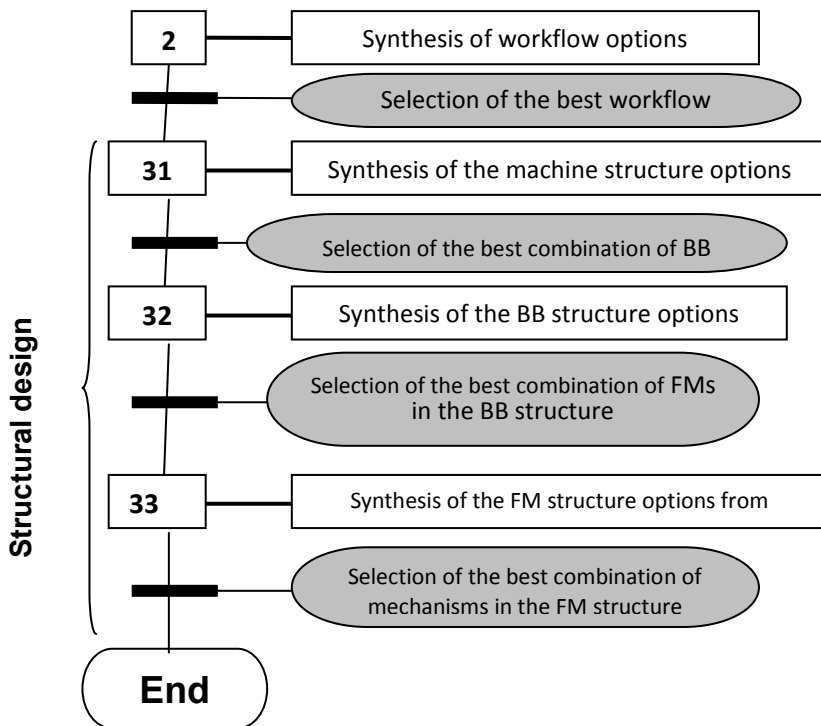 2
Synthesis of workflow options
Selection of the best workflow
31
Synthesis of the machine structure options
Selection of the best combination of BB
32
Synthesis of the BB structure options
Selection of the best combination of FMs
in the BB structure
33
Synthesis of the FM structure options from
Selection of the best combination of
mechanisms in the FM structure
Structural design
End